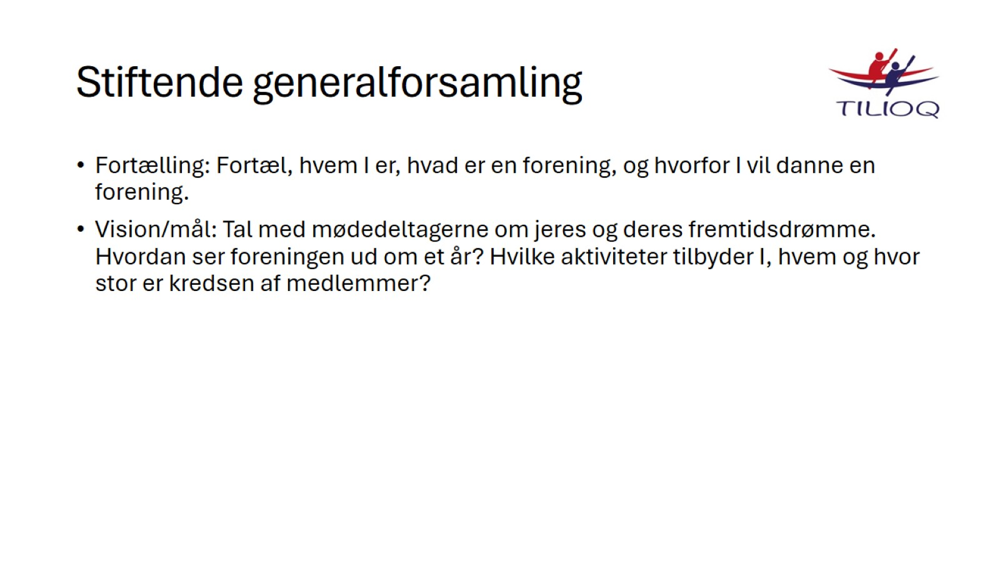 Stiftende generalforsamling
TILIOQ
• Fortælling: Fortæl, hvem I er, hvad er en forening, og hvorfor I vil danne en
forening.
• Vision/mål: Tal med mødedeltagerne om jeres og deres fremtidsdrømme.
Hvordan ser foreningen ud om et år? Hvilke aktiviteter tilbyder I, hvem og hvor
stor er kredsen af medlemmer?